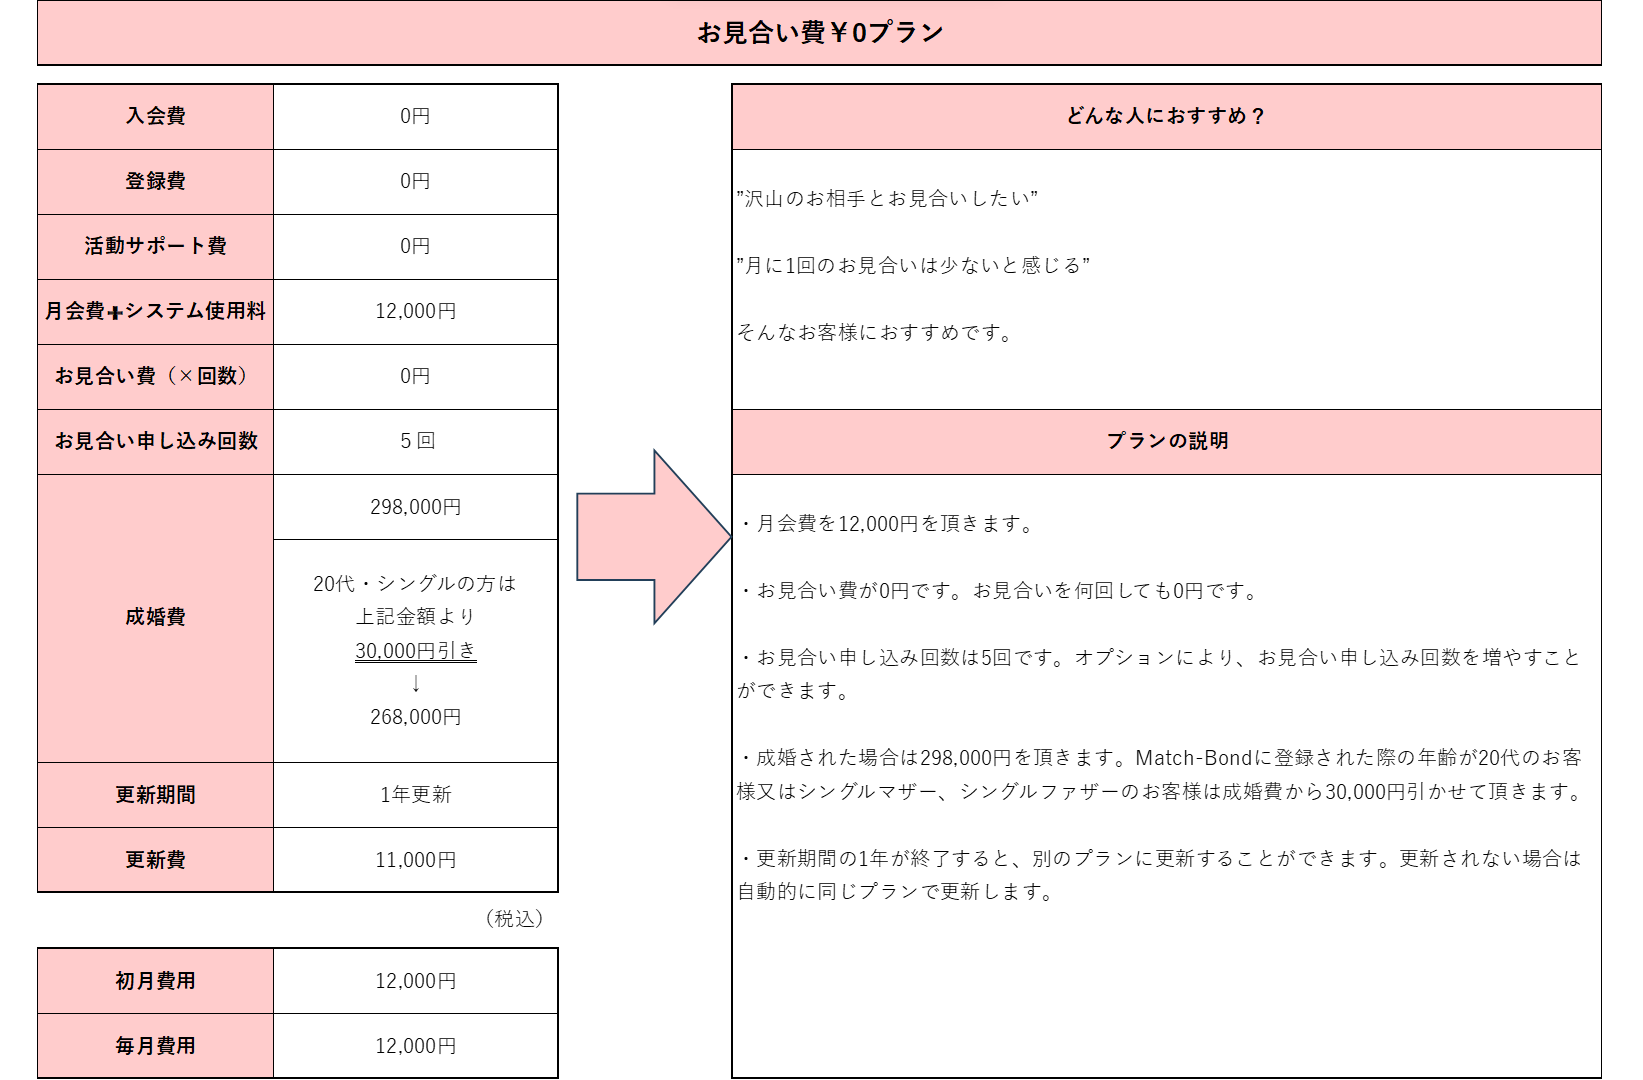 お見合い費￥0プラン
入会費
0円
登録費
0円
活動サポート費
0円
月会費+システム使用料
12,000円
お見合い費（×回数）
0円
お見合い申し込み回数
５回
成婚費
298,000円
20代・シングルの方は
上記金額より
30,000円引き
↓
268,000円
更新期間
1年更新
更新費
11,000円
（税込）
初月費用
12,000円
毎月費用
12,000円
どんな人におすすめ？
”沢山のお相手とお見合いしたい”
”月に1回のお見合いは少ないと感じる”
そんなお客様におすすめです。
プランの説明
・月会費を12,000円を頂きます。
・お見合い費が0円です。お見合いを何回しても0円です。
・お見合い申し込み回数は5回です。オプションにより、お見合い申し込み回数を増やすこと
ができます。
・成婚された場合は298,000円を頂きます。Match-Bondに登録された際の年齢が20代のお客
様又はシングルマザー、シングルファザーのお客様は成婚費から30,000円引かせて頂きます。
・更新期間の1年が終了すると、別のプランに更新することができます。更新されない場合は
自動的に同じプランで更新します。